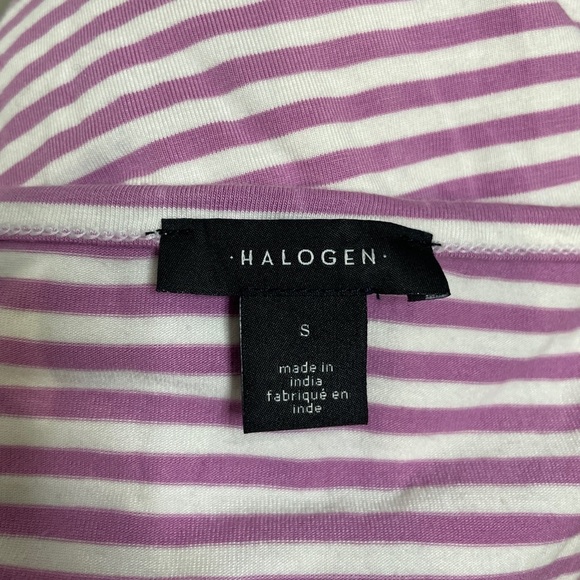 ·HALOGEN·
S
made in
india
fabriqué en
inde